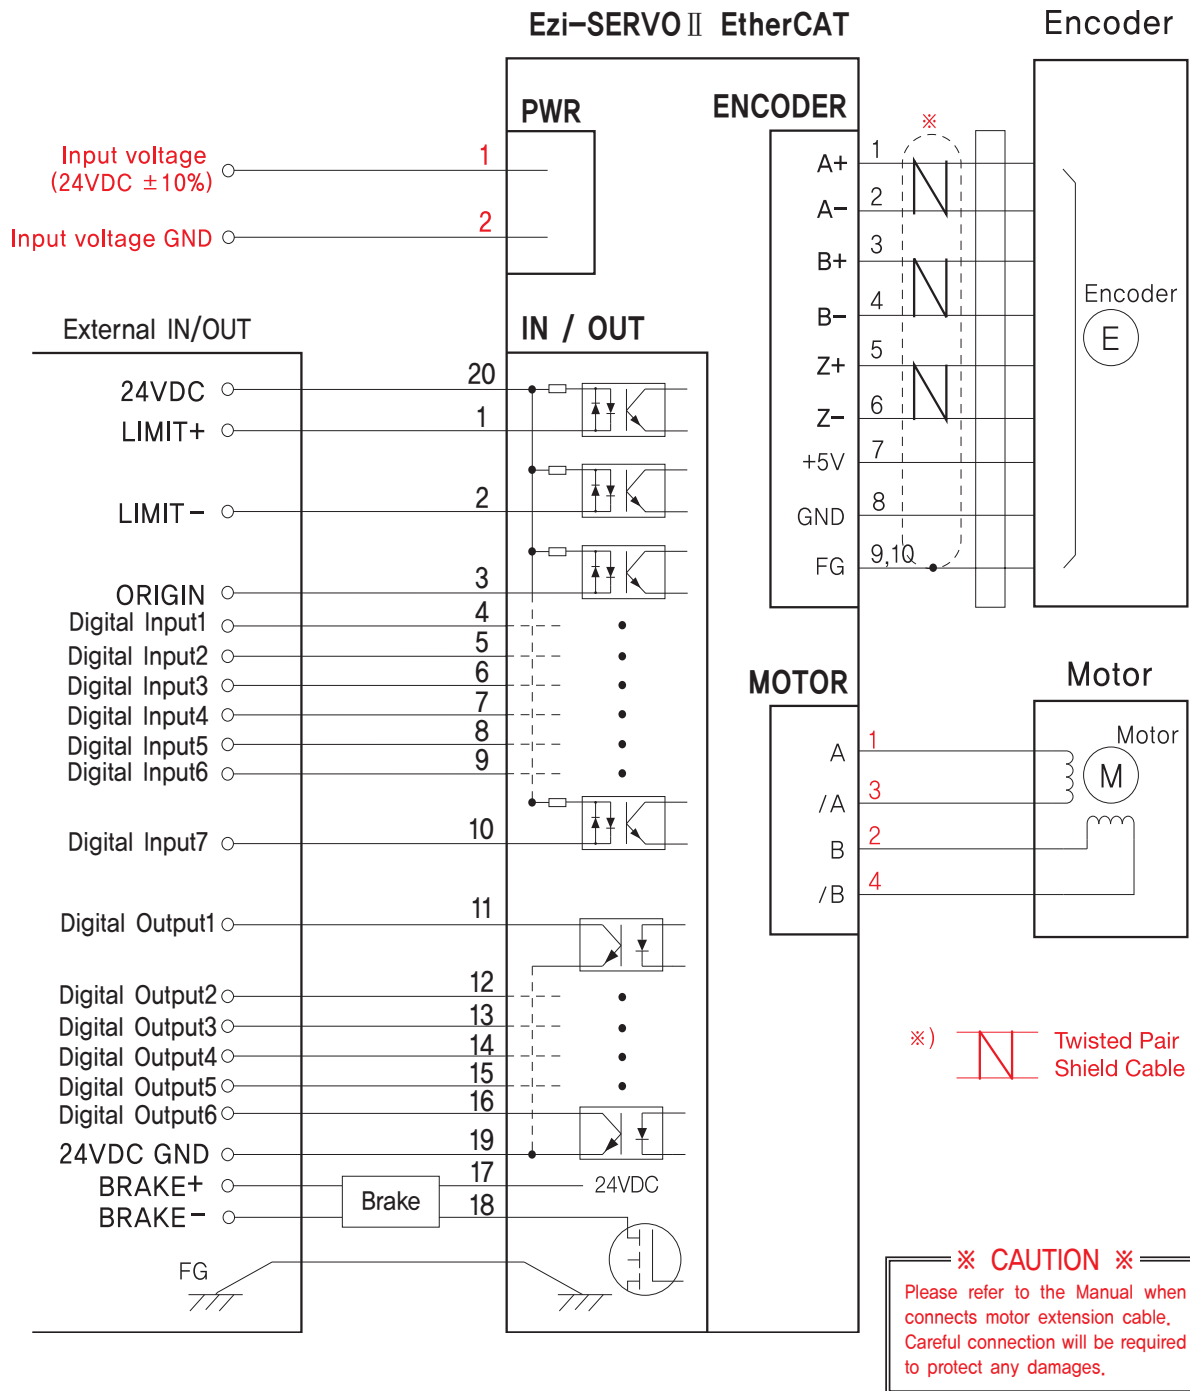 Ezi-SERVOⅡ EtherCAT
Encoder
PWR
Input voltage
(24VDC ±10%)
1
Input voltage GND
2
ENCODER
※
A+ 1
A- 2
B+ 3
B- 4
Z+ 5
Z- 6
+5V 7
GND 8
FG 9,10
Encoder
E
External IN/OUT
IN / OUT
24VDC 20
LIMIT+ 1
LIMIT- 2
ORIGIN 3
Digital Input1 4
Digital Input2 5
Digital Input3 6
Digital Input4 7
Digital Input5 8
Digital Input6 9
Digital Input7 10
Digital Output1 11
Digital Output2 12
Digital Output3 13
Digital Output4 14
Digital Output5 15
Digital Output6 16
24VDC GND 19
BRAKE+ 17
BRAKE- 18
Brake
24VDC
FG
MOTOR
Motor
A 1
/A 3
B 2
/B 4
Motor
M
※) Twisted Pair
Shield Cable
※ CAUTION ※
Please refer to the Manual when
connects motor extension cable.
Careful connection will be required
to protect any damages.